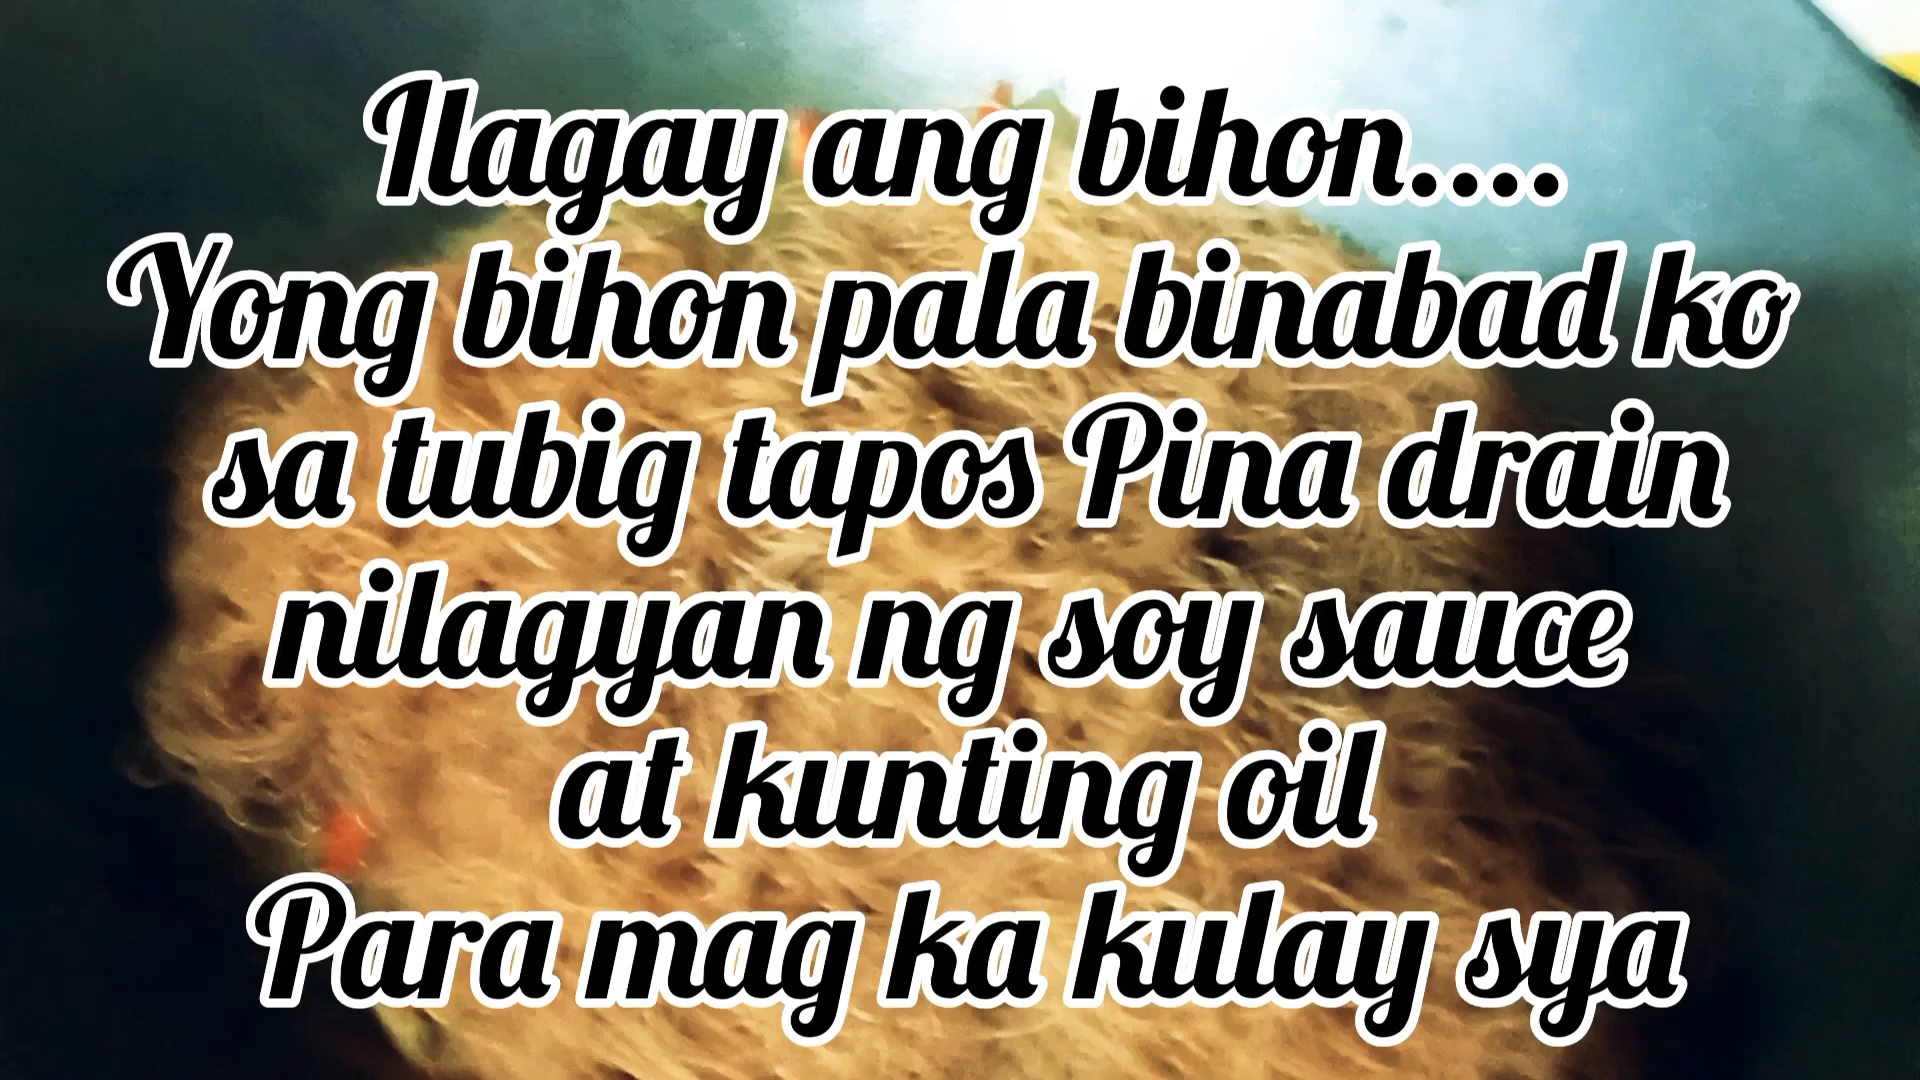 Ilagay ang bihon....
Yong bihon pala binabad ko
sa tubig tapos Pina drain
nilagyan ng soy sauce
at kunting oil
Para mag ka kulay sya